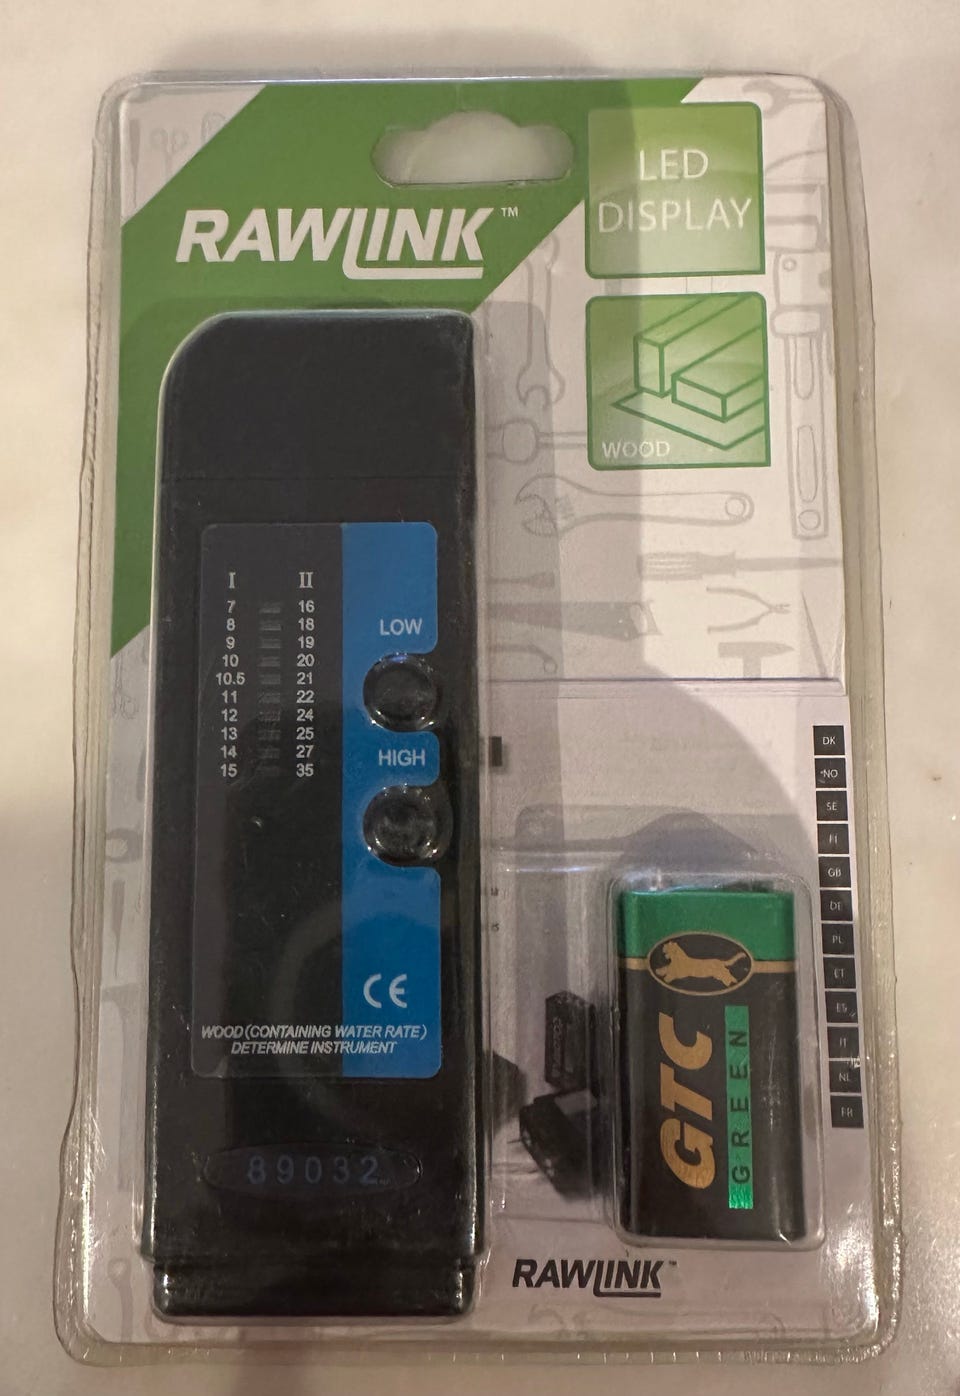 RAWLINK™
LED
DISPLAY
WOOD
I II
7 16
8 18
9 19
10 20
10.5 21
11 22
12 24
13 25
14 27
15 35
LOW
HIGH
CE
WOOD(CONTAINING WATER RATE)
DETERMINE INSTRUMENT
89032
DK
NO
SE
FI
GB
DE
PL
ET
ES
IT
NL
FR
GTC
GREEN
RAWLINK™